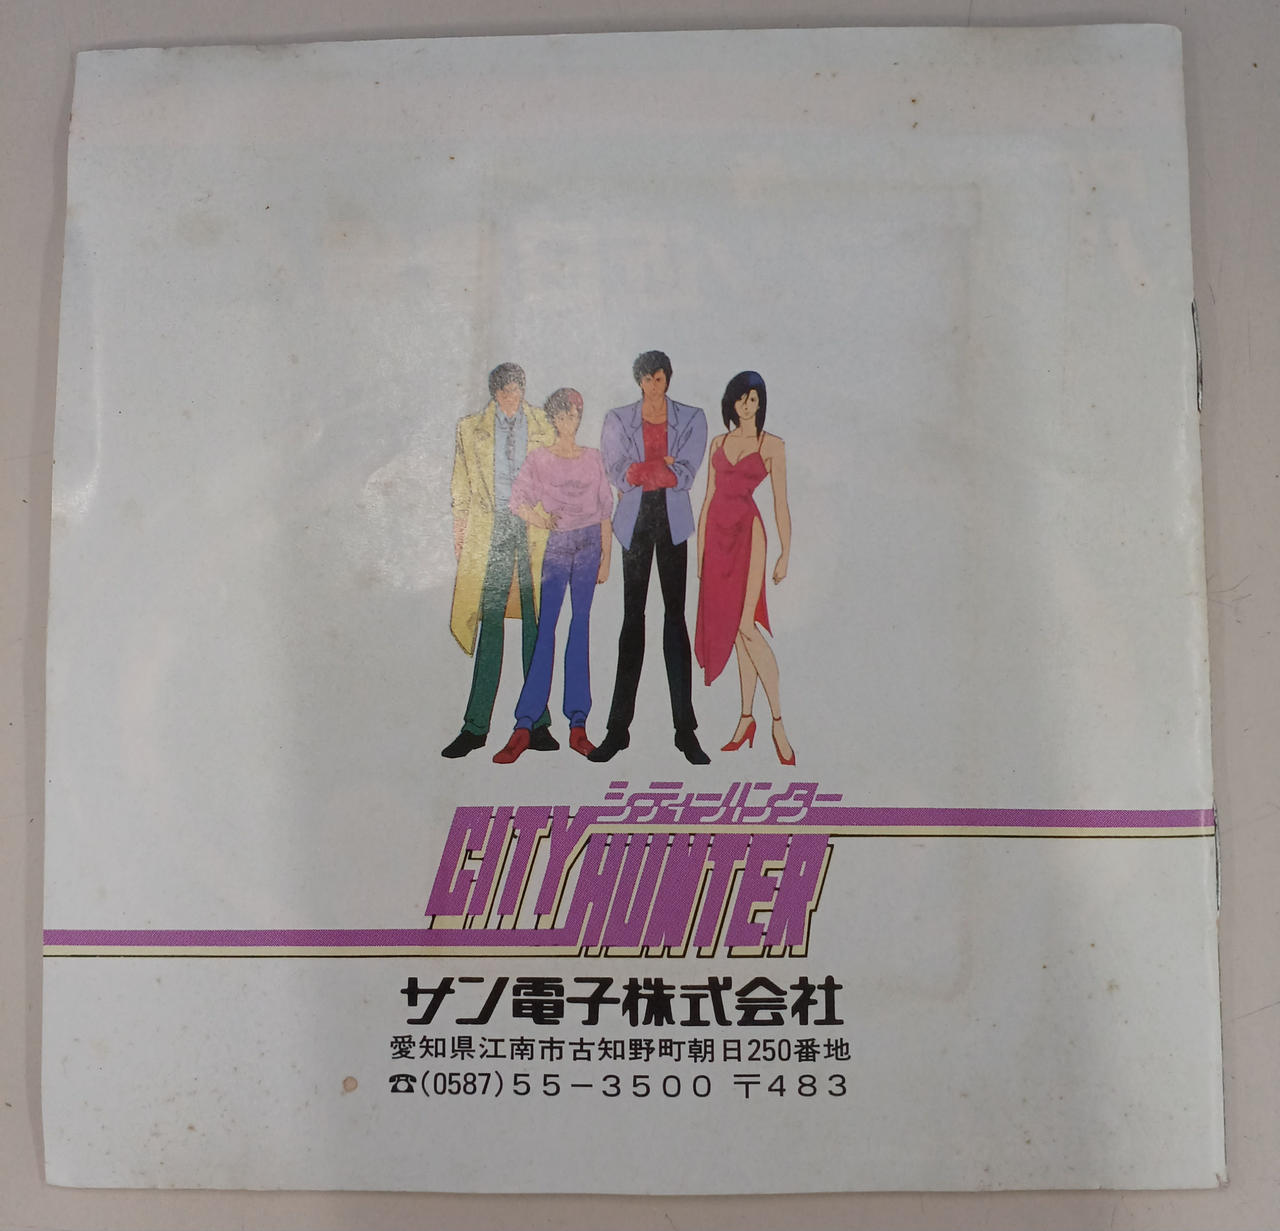 シティーハンター
CITY
HUNTER
サン電子株式会社
愛知県江南市古知野町朝日250番地
☎(0587)55-3500 〒483